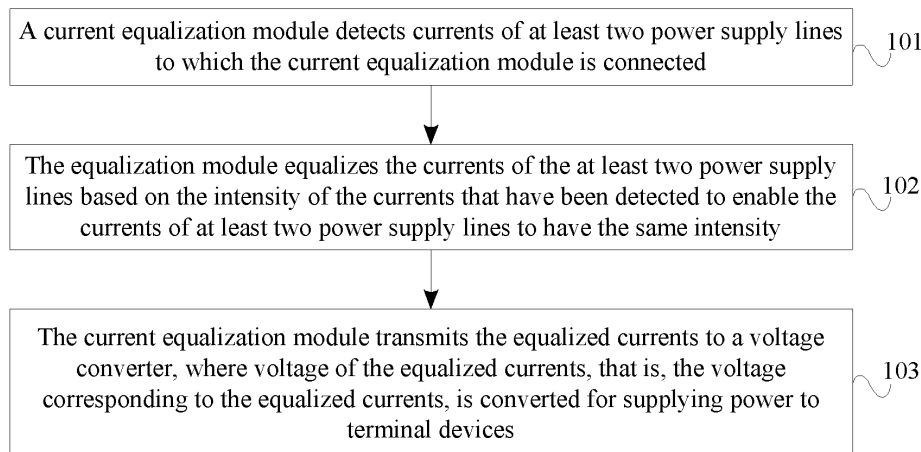 A current equalization module detects currents of at least two power supply lines
to which the current equalization module is connected
101
The equalization module equalizes the currents of the at least two power supply
lines based on the intensity of the currents that have been detected to enable the
currents of at least two power supply lines to have the same intensity
102
The current equalization module transmits the equalized currents to a voltage
converter, where voltage of the equalized currents, that is, the voltage
corresponding to the equalized currents, is converted for supplying power to
terminal devices
103